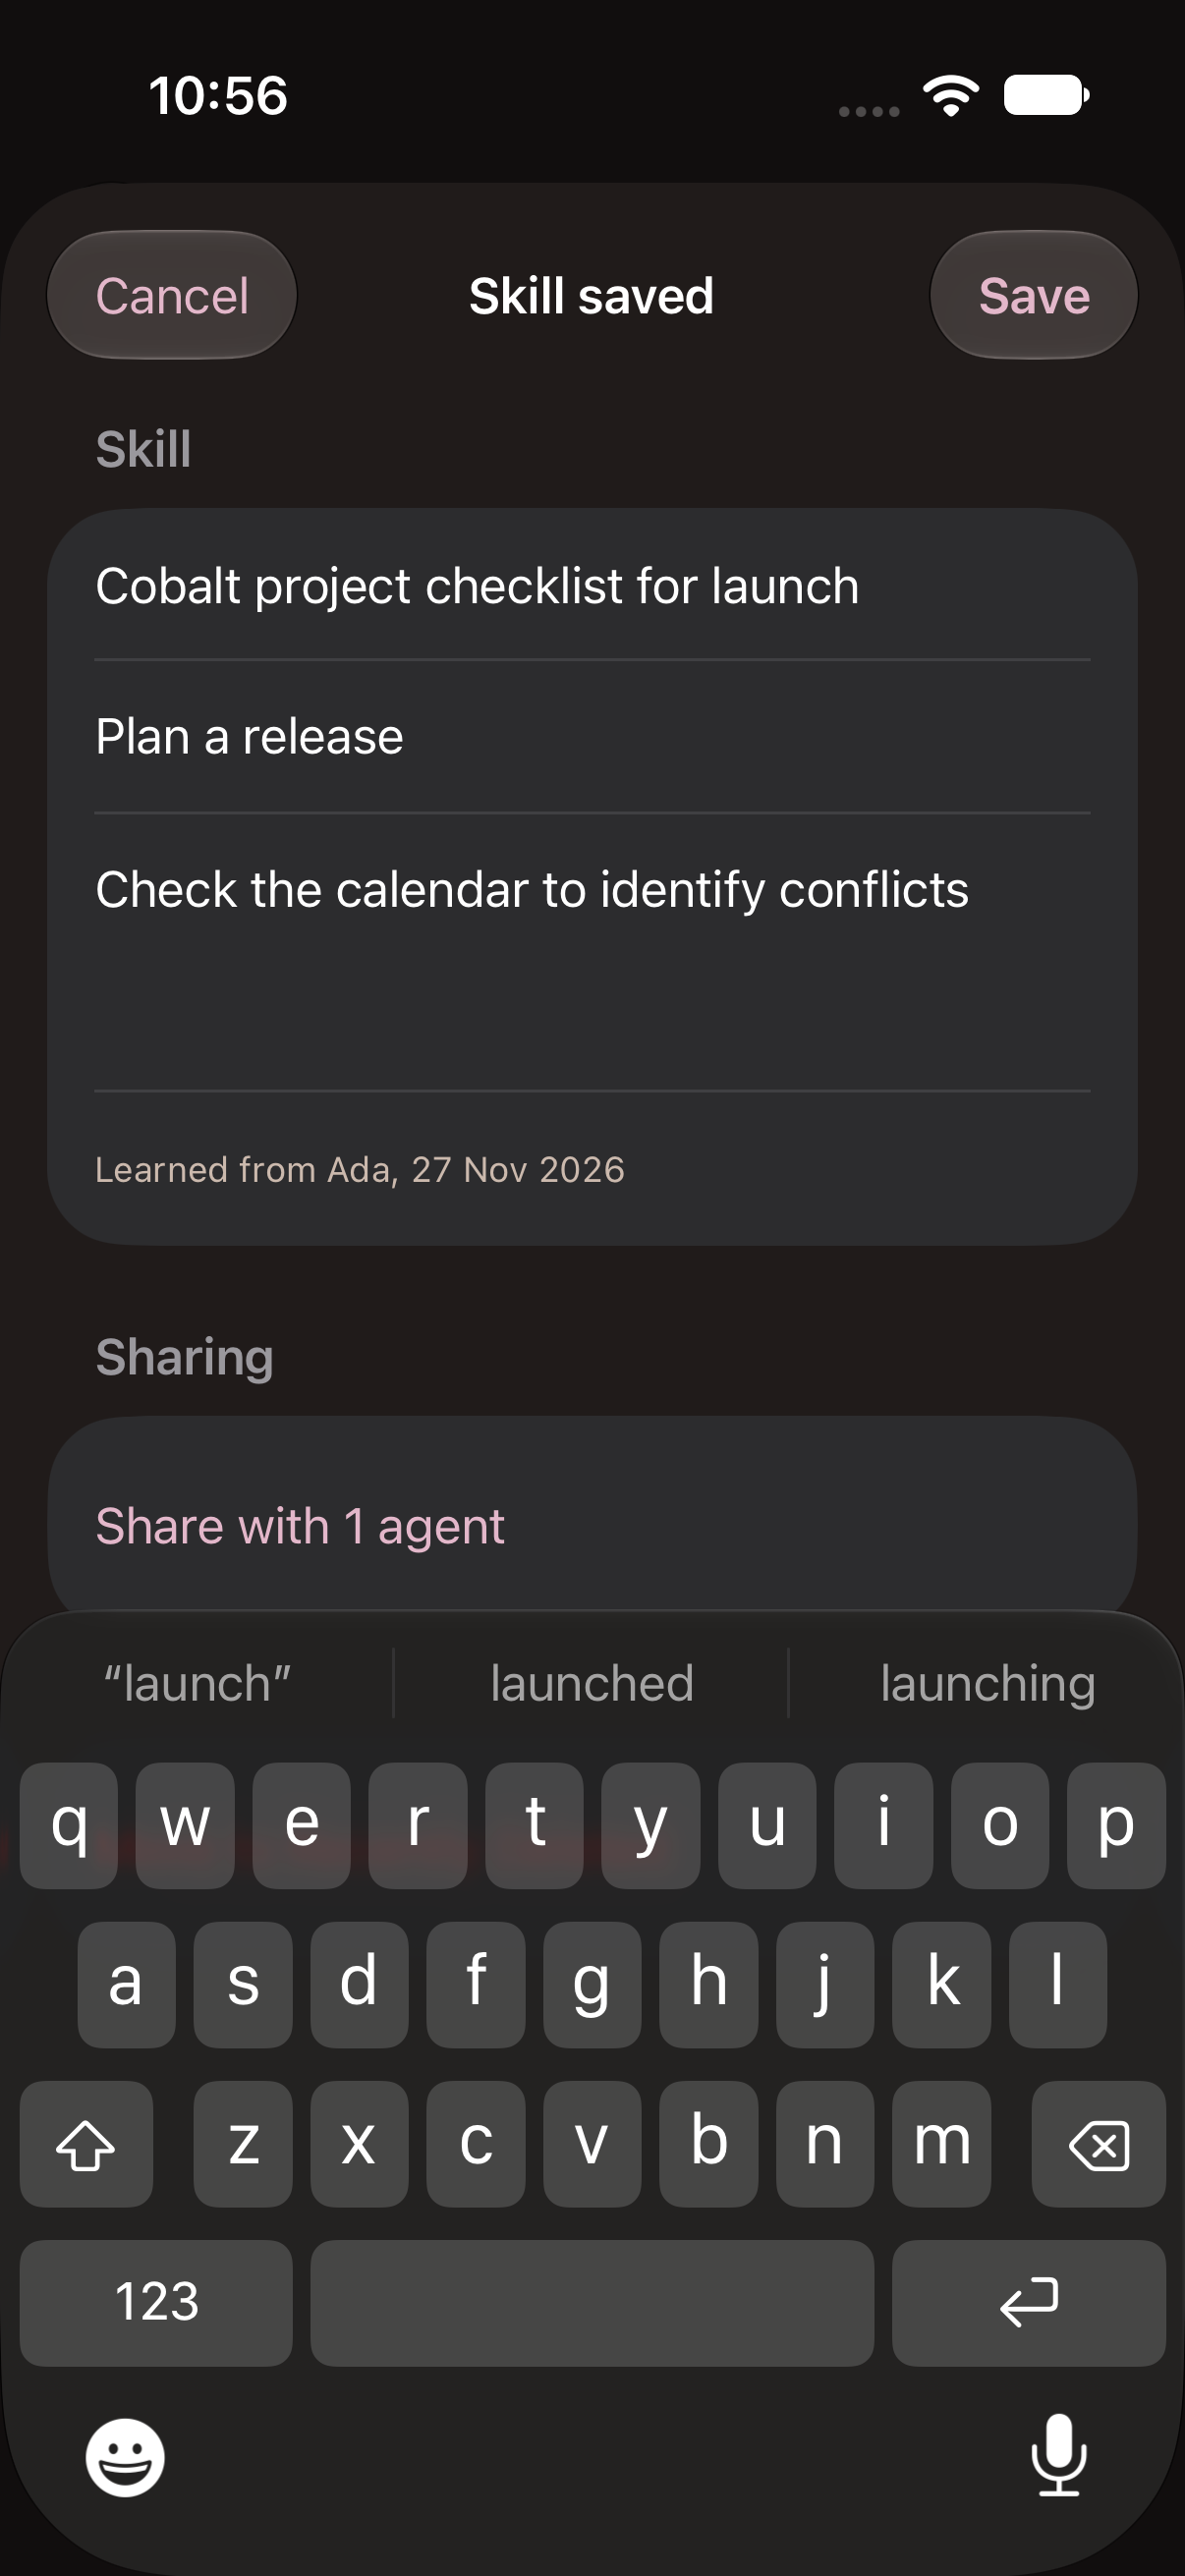 10:56
Cancel
Skill saved
Save
Skill
Cobalt project checklist for launch
Plan a release
Check the calendar to identify conflicts
Learned from Ada, 27 Nov 2026
Sharing
Share with 1 agent
“launch”
launched
launching
q w e r t y u i o p
a s d f g h j k l
z x c v b n m
123